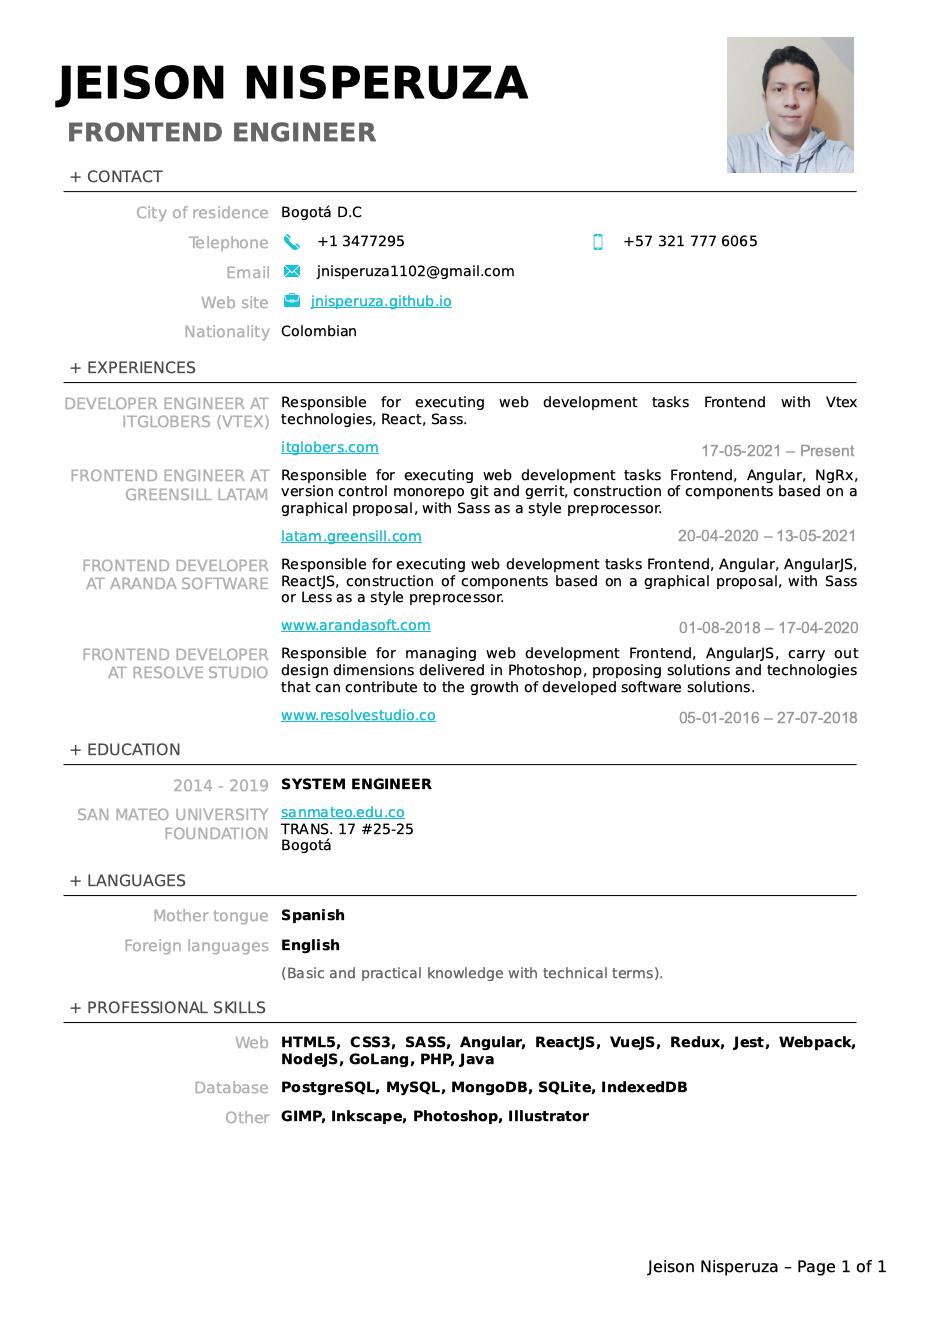 JEISON NISPERUZA
FRONTEND ENGINEER
+ CONTACT
City of residence Bogotá D.C
Telephone +1 3477295 +57 321 777 6065
Email jnisperuza1102@gmail.com
Web site jnisperuza.github.io
Nationality Colombian
+ EXPERIENCES
DEVELOPER ENGINEER AT
ITGLOBERS (VTEX)
Responsible for executing web development tasks Frontend with Vtex
technologies, React, Sass.
itglobers.com 17-05-2021 – Present
FRONTEND ENGINEER AT
GREENSILL LATAM
Responsible for executing web development tasks Frontend, Angular, NgRx,
version control monorepo git and gerrit, construction of components based on a
graphical proposal, with Sass as a style preprocessor.
latam.greensill.com 20-04-2020 – 13-05-2021
FRONTEND DEVELOPER
AT ARANDA SOFTWARE
Responsible for executing web development tasks Frontend, Angular, AngularJS,
ReactJS, construction of components based on a graphical proposal, with Sass
or Less as a style preprocessor.
www.arandasoft.com 01-08-2018 – 17-04-2020
FRONTEND DEVELOPER
AT RESOLVE STUDIO
Responsible for managing web development Frontend, AngularJS, carry out
design dimensions delivered in Photoshop, proposing solutions and technologies
that can contribute to the growth of developed software solutions.
www.resolvestudio.co 05-01-2016 – 27-07-2018
+ EDUCATION
2014 - 2019 SYSTEM ENGINEER
SAN MATEO UNIVERSITY
FOUNDATION
sanmateo.edu.co
TRANS. 17 #25-25
Bogotá
+ LANGUAGES
Mother tongue Spanish
Foreign languages English
(Basic and practical knowledge with technical terms).
+ PROFESSIONAL SKILLS
Web HTML5, CSS3, SASS, Angular, ReactJS, VueJS, Redux, Jest, Webpack,
NodeJS, GoLang, PHP, Java
Database PostgreSQL, MySQL, MongoDB, SQLite, IndexedDB
Other GIMP, Inkscape, Photoshop, Illustrator
Jeison Nisperuza – Page 1 of 1